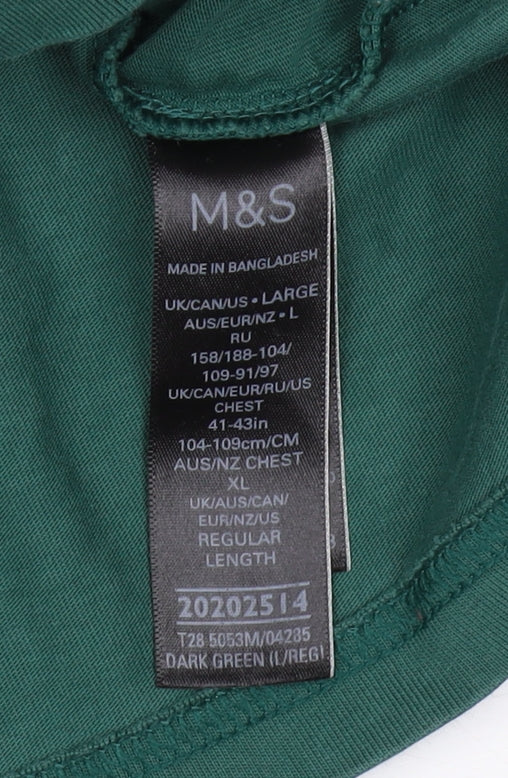 M&S
MADE IN BANGLADESH
UK/CAN/US • LARGE
AUS/EUR/NZ • L
RU
158/188-104/
109-91/97
UK/CAN/EUR/RU/US
CHEST
41-43in
104-109cm/CM
AUS/NZ CHEST
XL
UK/AUS/CAN/
EUR/NZ/US
REGULAR
LENGTH
20202514
T28 5053M/04285
DARK GREEN (L/REG)